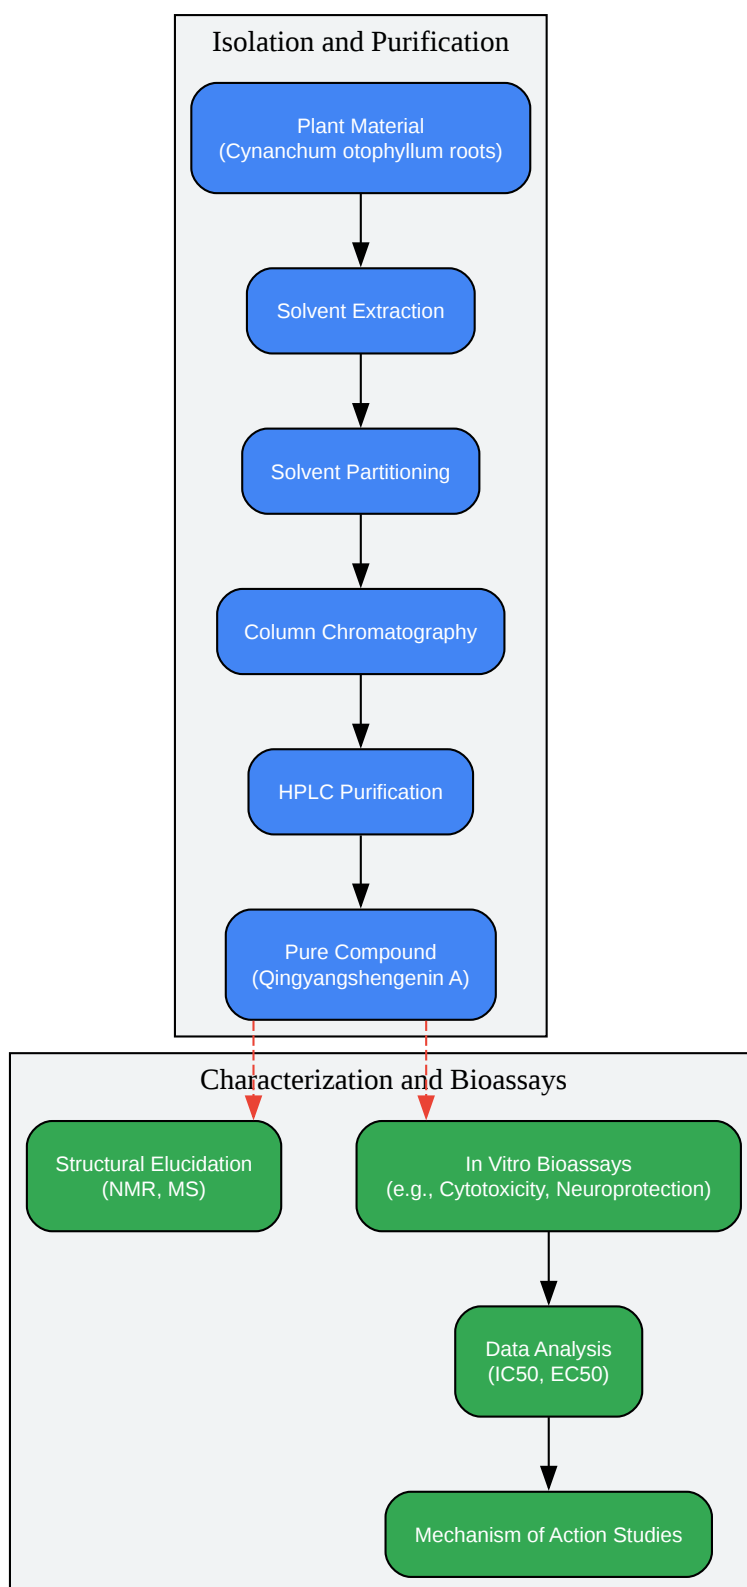 Isolation and Purification
Plant Material
(Cynanchum otophyllum roots)
Solvent Extraction
Solvent Partitioning
Column Chromatography
HPLC Purification
Pure Compound
(Qingyangshengenin A)
Characterization and Bioassays
Structural Elucidation
(NMR, MS)
In Vitro Bioassays
(e.g., Cytotoxicity, Neuroprotection)
Data Analysis
(IC50, EC50)
Mechanism of Action Studies